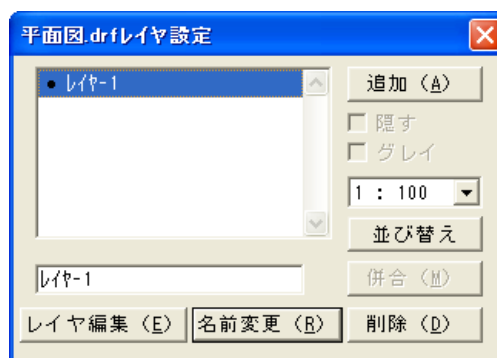 平面図.drfレイヤ設定
● レイヤｰ1
追加 (A)
隠す
グレイ
1 : 100
並び替え
レイヤｰ1
併合 (M)
レイヤ編集 (E)
名前変更 (R)
削除 (D)